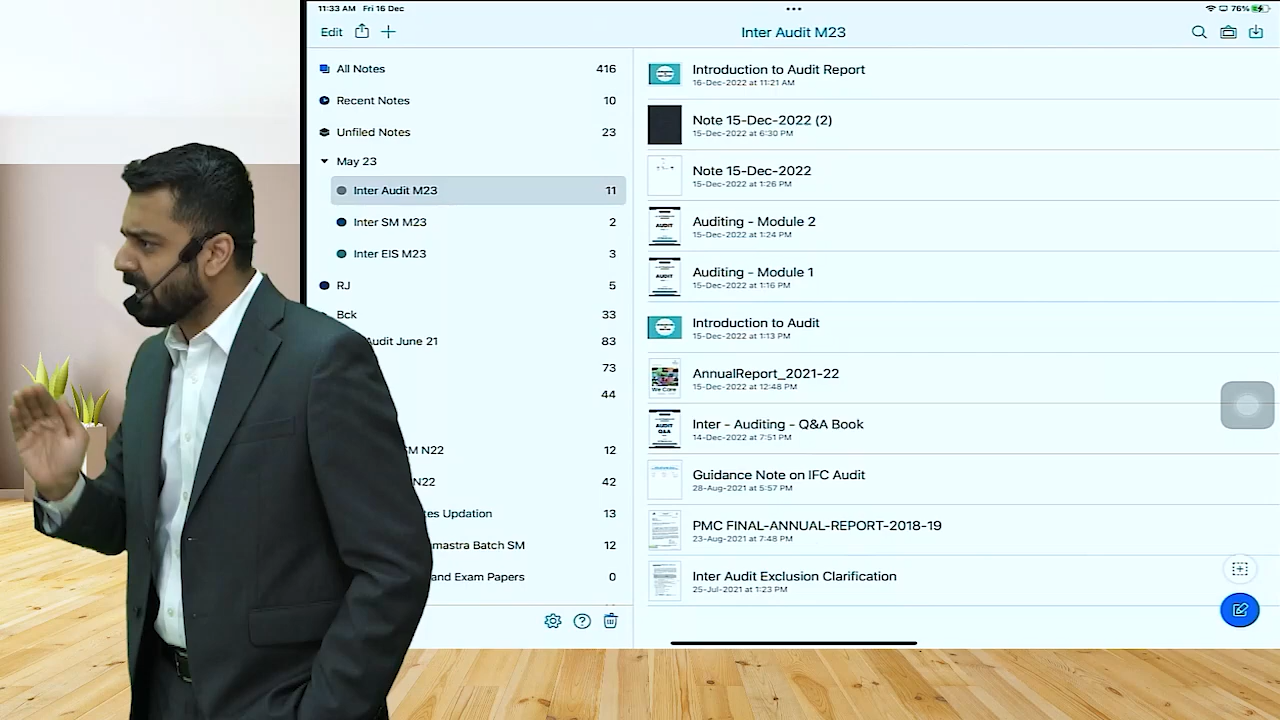 11:33 AM Fri 16 Dec
76%
Edit
Inter Audit M23
All Notes 416
Recent Notes 10
Unfiled Notes 23
May 23
Inter Audit M23 11
Inter SM M23 2
Inter EIS M23 3
RJ 5
Bck 33
Audit June 21 83
73
44
SM N22 12
N22 42
tes Updation 13
mastra Batch SM 12
and Exam Papers 0
Introduction to Audit Report
16-Dec-2022 at 11:21 AM
Note 15-Dec-2022 (2)
15-Dec-2022 at 6:30 PM
Note 15-Dec-2022
15-Dec-2022 at 1:26 PM
Auditing - Module 2
15-Dec-2022 at 1:24 PM
AUDIT
Auditing - Module 1
15-Dec-2022 at 1:16 PM
AUDIT
Introduction to Audit
15-Dec-2022 at 1:13 PM
AnnualReport_2021-22
15-Dec-2022 at 12:48 PM
We Care
Inter - Auditing - Q&A Book
14-Dec-2022 at 7:51 PM
AUDIT
Q&A
Guidance Note on IFC Audit
28-Aug-2021 at 5:57 PM
PMC FINAL-ANNUAL-REPORT-2018-19
23-Aug-2021 at 7:48 PM
Inter Audit Exclusion Clarification
25-Jul-2021 at 1:23 PM